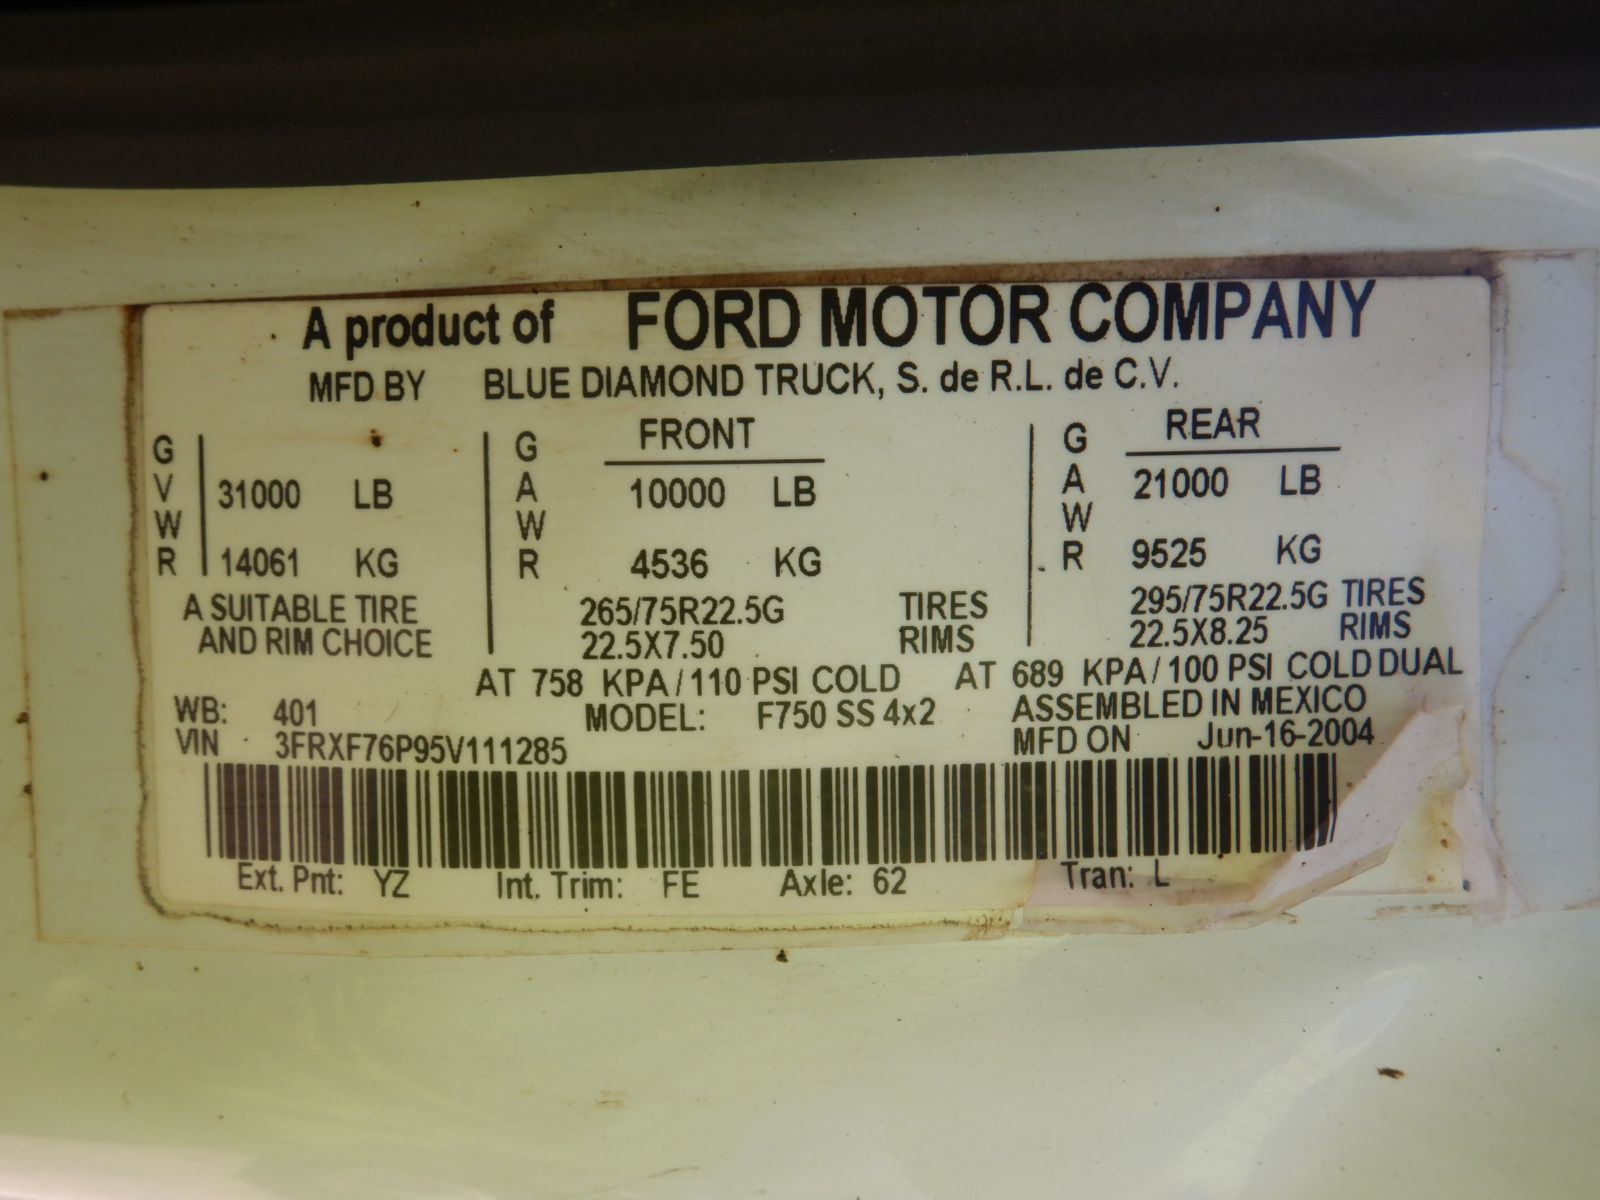 A product of FORD MOTOR COMPANY
MFD BY BLUE DIAMOND TRUCK, S. de R.L. de C.V.
GVWR 31000 LB 14061 KG
GAWR FRONT 10000 LB 4536 KG
GAWR REAR 21000 LB 9525 KG
A SUITABLE TIRE 265/75R22.5G TIRES 295/75R22.5G TIRES
AND RIM CHOICE 22.5X7.50 RIMS 22.5X8.25 RIMS
AT 758 KPA/110 PSI COLD AT 689 KPA/100 PSI COLD DUAL
WB: 401 MODEL: F750 SS 4x2 ASSEMBLED IN MEXICO
VIN 3FRXF76P95V111285 MFD ON Jun-16-2004
Ext. Pnt: YZ Int. Trim: FE Axle: 62 Tran: L